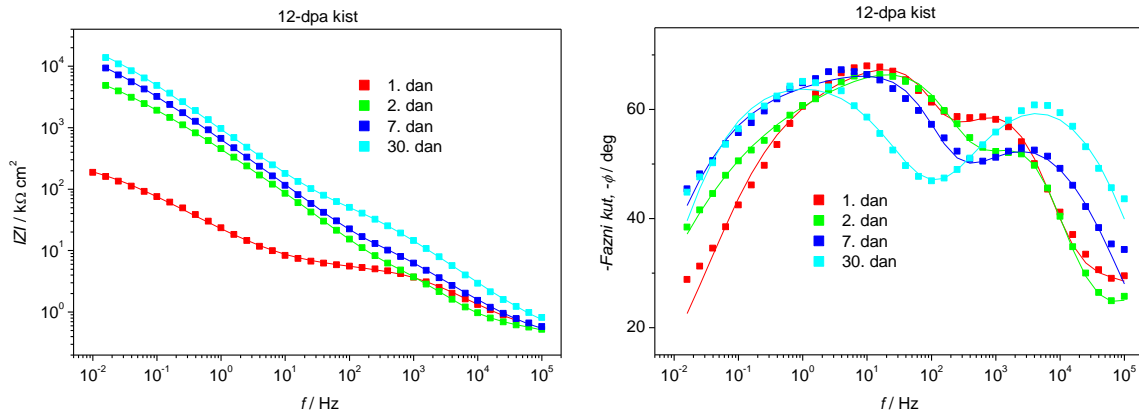 12-dpa kist
|Z| / kΩ cm²
10⁴
10³
10²
10¹
10⁰
1. dan
2. dan
7. dan
30. dan
10⁻² 10⁻¹ 10⁰ 10¹ 10² 10³ 10⁴ 10⁵
f / Hz
12-dpa kist
-Fazni kut, -ϕ / deg
60
40
20
1. dan
2. dan
7. dan
30. dan
10⁻² 10⁻¹ 10⁰ 10¹ 10² 10³ 10⁴ 10⁵
f / Hz